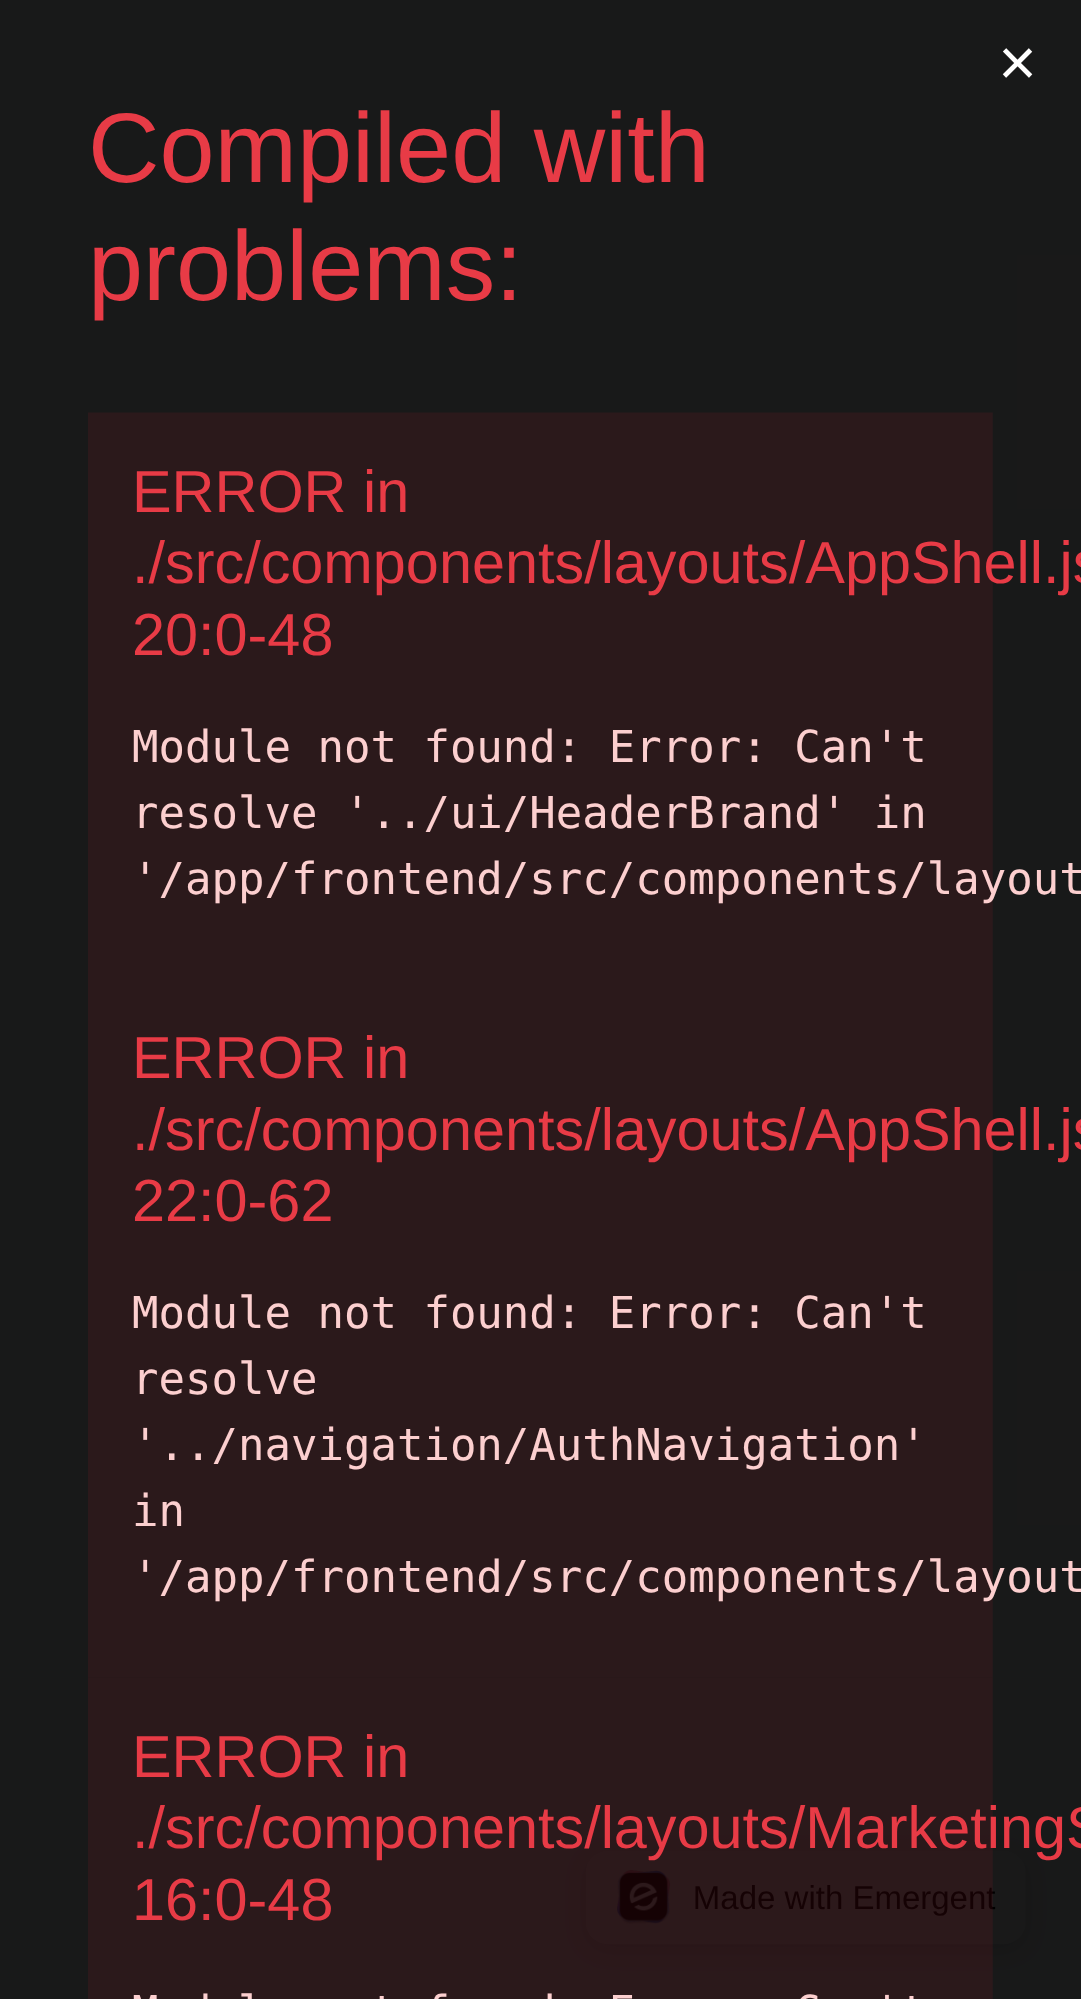 Compiled with
problems:
ERROR in
./src/components/layouts/AppShell.js
20:0-48
Module not found: Error: Can't
resolve '../ui/HeaderBrand' in
'/app/frontend/src/components/layout
ERROR in
./src/components/layouts/AppShell.js
22:0-62
Module not found: Error: Can't
resolve
'../navigation/AuthNavigation'
in
'/app/frontend/src/components/layout
ERROR in
./src/components/layouts/MarketingS
16:0-48
Made with Emergent